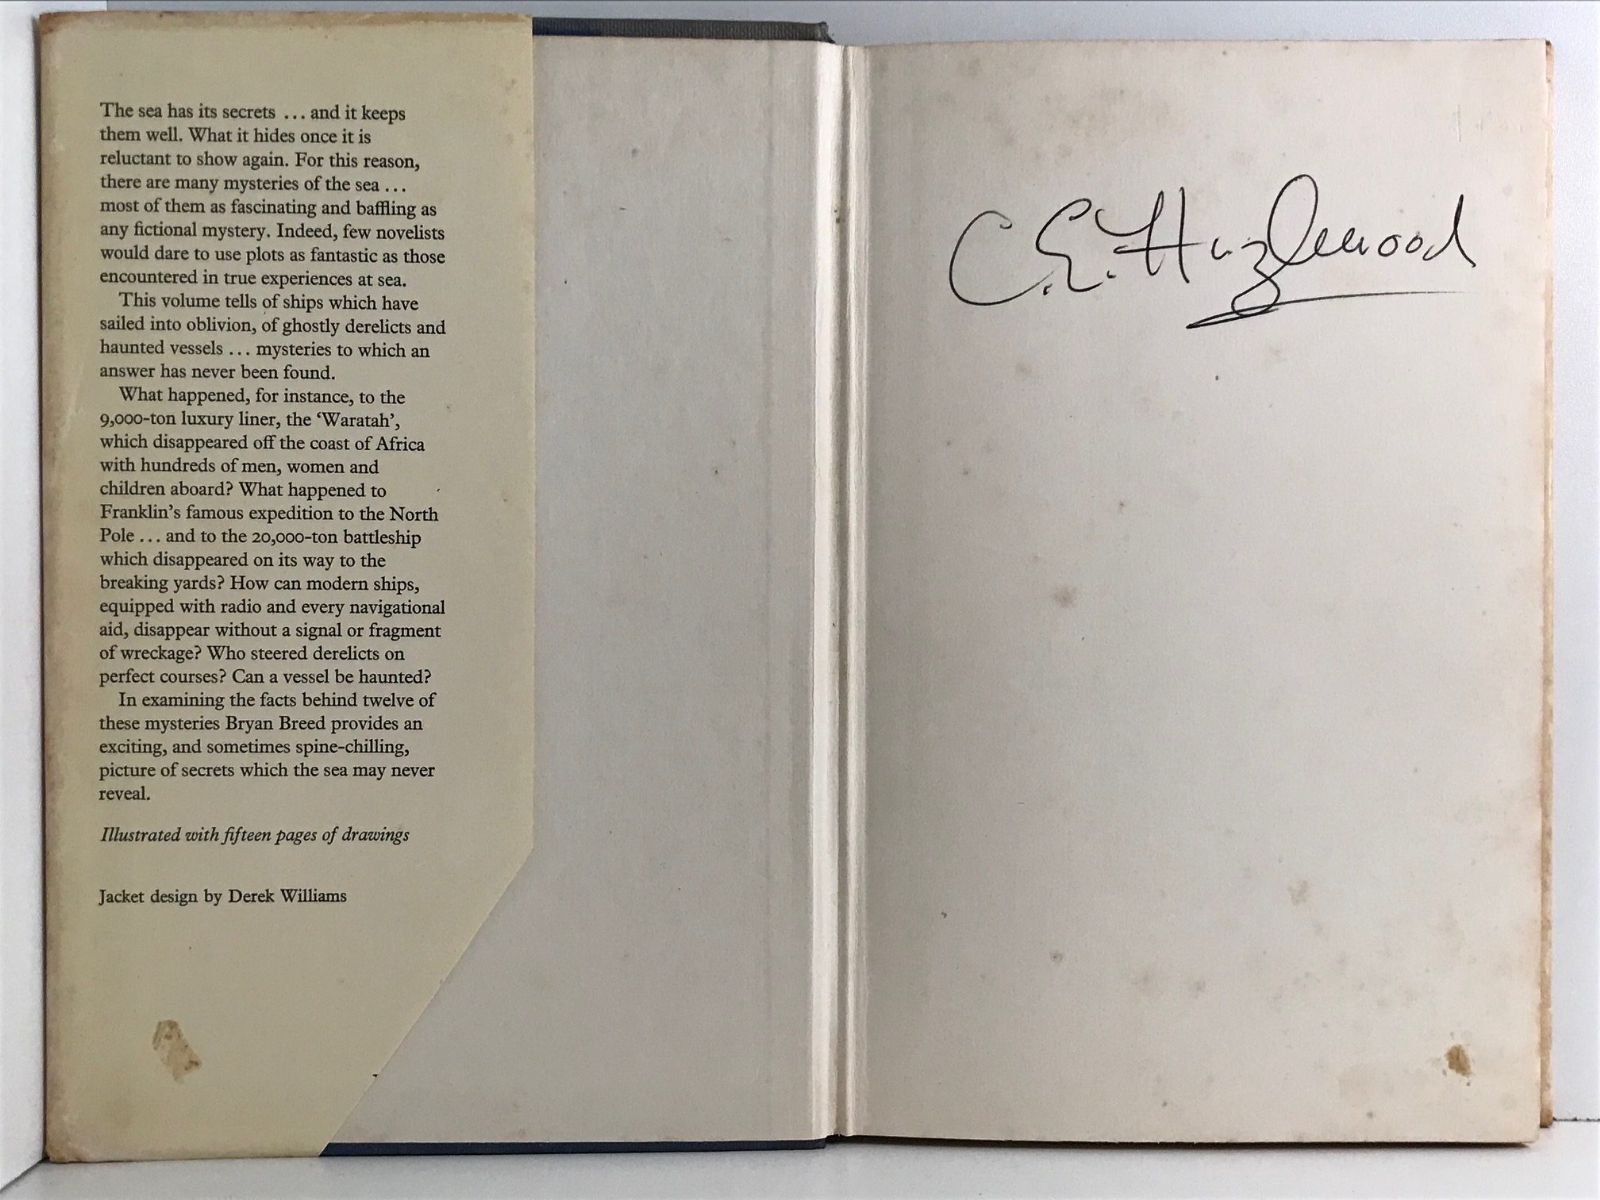 The sea has its secrets ... and it keeps
them well. What it hides once it is
reluctant to show again. For this reason,
there are many mysteries of the sea ...
most of them as fascinating and baffling as
any fictional mystery. Indeed, few novelists
would dare to use plots as fantastic as those
encountered in true experiences at sea.
This volume tells of ships which have
sailed into oblivion, of ghostly derelicts and
haunted vessels ... mysteries to which an
answer has never been found.
What happened, for instance, to the
9,000-ton luxury liner, the ‘Waratah’,
which disappeared off the coast of Africa
with hundreds of men, women and
children aboard? What happened to
Franklin’s famous expedition to the North
Pole ... and to the 20,000-ton battleship
which disappeared on its way to the
breaking yards? How can modern ships,
equipped with radio and every navigational
aid, disappear without a signal or fragment
of wreckage? Who steered derelicts on
perfect courses? Can a vessel be haunted?
In examining the facts behind twelve of
these mysteries Bryan Breed provides an
exciting, and sometimes spine-chilling,
picture of secrets which the sea may never
reveal.
Illustrated with fifteen pages of drawings
Jacket design by Derek Williams
C. E. Hazlewood